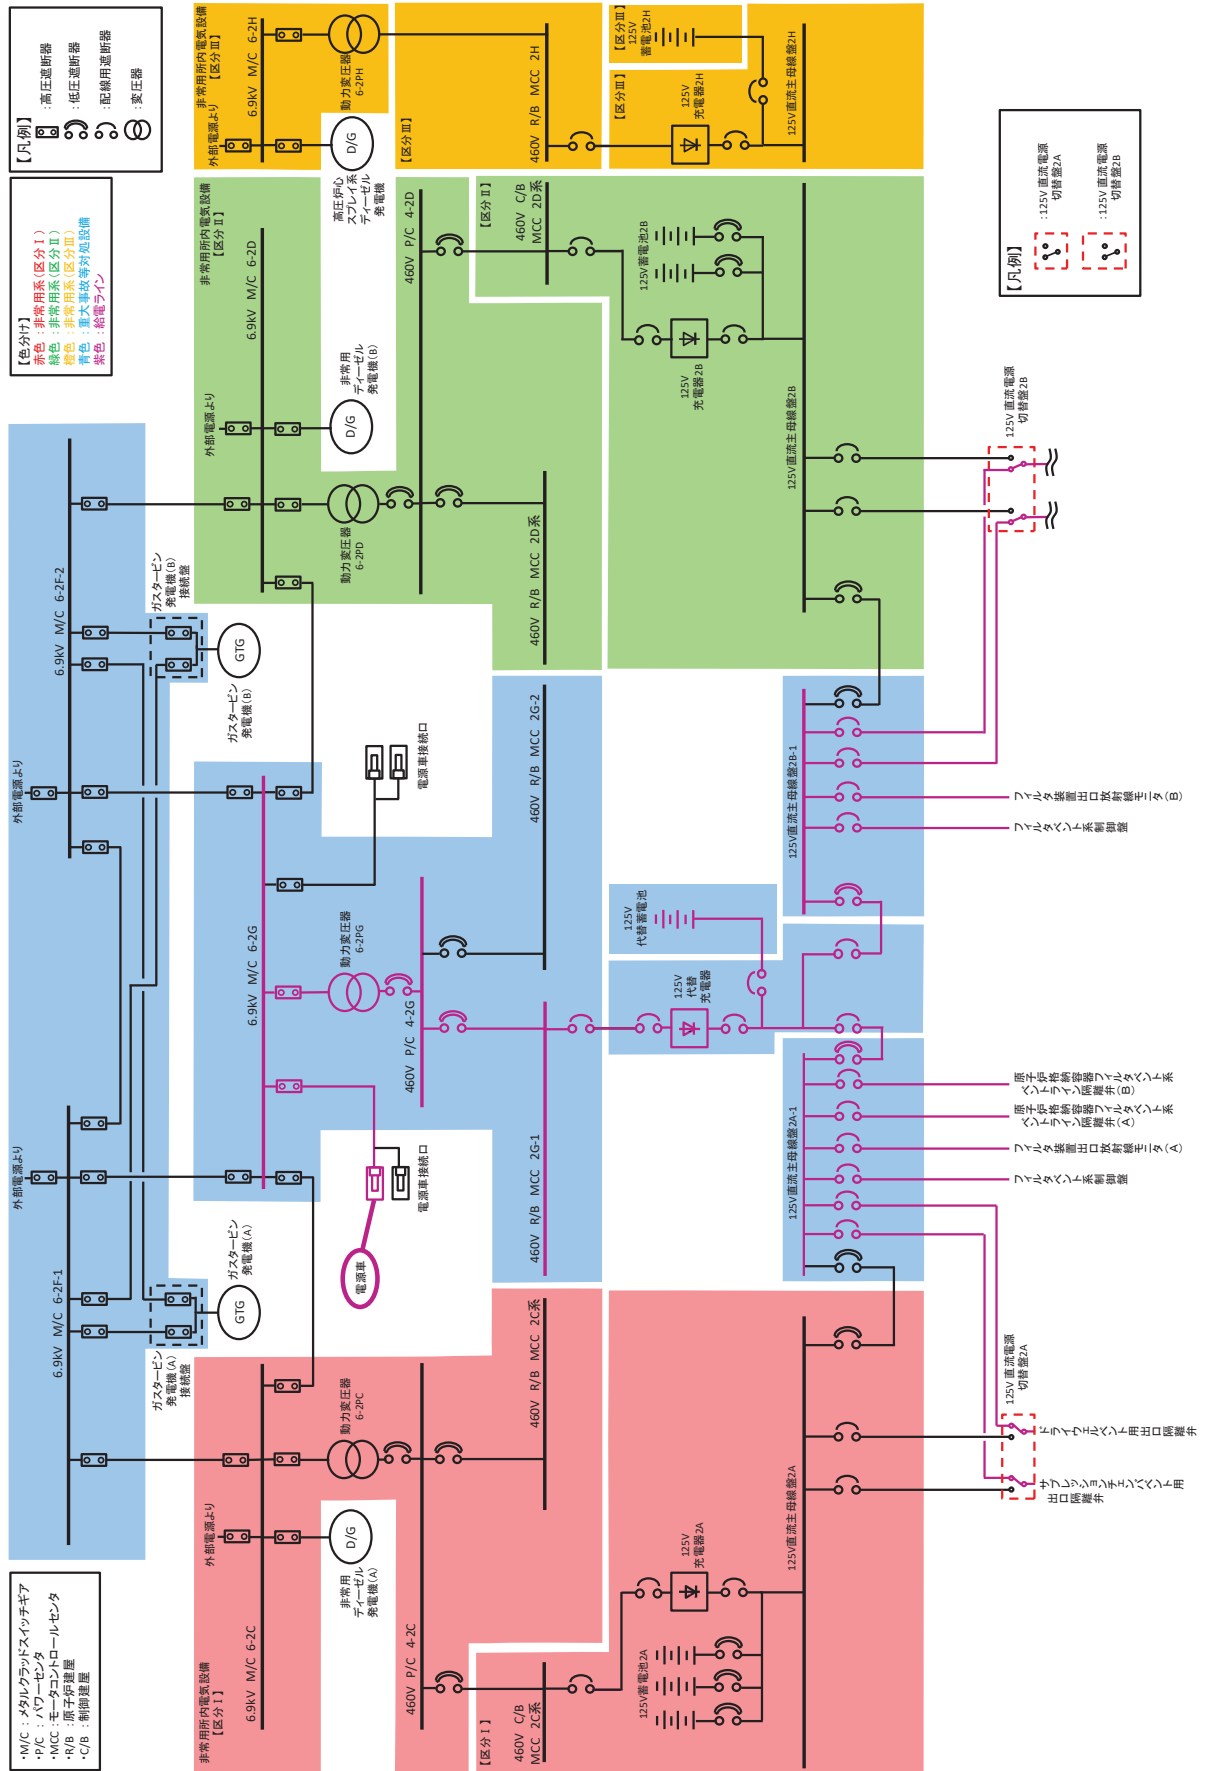 ・M/C : メタルクラッドスイッチギア
・P/C : パワーセンタ
・MCC : モータコントロールセンタ
・R/B : 原子炉建屋
・C/B : 制御建屋
【色分け】
赤色 : 非常用系(区分Ⅰ)
緑色 : 非常用系(区分Ⅱ)
橙色 : 非常用系(区分Ⅲ)
青色 : 重大事故等対処設備
紫色 : 給電ライン
【凡例】
: 高圧遮断器
: 低圧遮断器
: 配線用遮断器
: 変圧器
外部電源より
6.9kV M/C 6-2F-1
外部電源より
6.9kV M/C 6-2F-2
ガスタービン
発電機(A)
接続盤
GTG
ガスタービン
発電機(A)
ガスタービン
発電機(B)
接続盤
GTG
ガスタービン
発電機(B)
非常用所内電気設備
【区分Ⅰ】
外部電源より
6.9kV M/C 6-2C
D/G
非常用
ディーゼル
発電機(A)
動力変圧器
6-2PC
460V P/C 4-2C
460V R/B MCC 2C系
【区分Ⅰ】
460V C/B
MCC 2C系
125V蓄電池2A
125V
充電器2A
125V直流主母線盤2A
6.9kV M/C 6-2G
電源車
電源車接続口
動力変圧器
6-2PG
電源車接続口
460V P/C 4-2G
460V R/B MCC 2G-1
460V R/B MCC 2G-2
125V
代替
充電器
125V
代替蓄電池
125V直流主母線盤2A-1
125V直流主母線盤2B-1
非常用所内電気設備
【区分Ⅱ】
外部電源より
6.9kV M/C 6-2D
D/G
非常用
ディーゼル
発電機(B)
動力変圧器
6-2PD
460V P/C 4-2D
460V R/B MCC 2D系
【区分Ⅱ】
460V C/B
MCC 2D系
125V蓄電池2B
125V
充電器2B
125V直流主母線盤2B
非常用所内電気設備
【区分Ⅲ】
外部電源より
6.9kV M/C 6-2H
D/G
高圧炉心
スプレイ系
ディーゼル
発電機
動力変圧器
6-2PH
【区分Ⅲ】
460V R/B MCC 2H
【区分Ⅲ】
125V
蓄電池2H
【区分Ⅲ】
125V
充電器2H
125V直流主母線盤2H
125V 直流電源
切替盤2A
サプレッションチェンバベント用
出口隔離弁
ドライウェルベント用出口隔離弁
フィルタベント系制御盤
フィルタ装置出口放射線モニタ(A)
原子炉格納容器フィルタベント系
ベントライン隔離弁(A)
原子炉格納容器フィルタベント系
ベントライン隔離弁(B)
フィルタベント系制御盤
フィルタ装置出口放射線モニタ(B)
125V 直流電源
切替盤2B
【凡例】
: 125V 直流電源
切替盤2A
: 125V 直流電源
切替盤2B